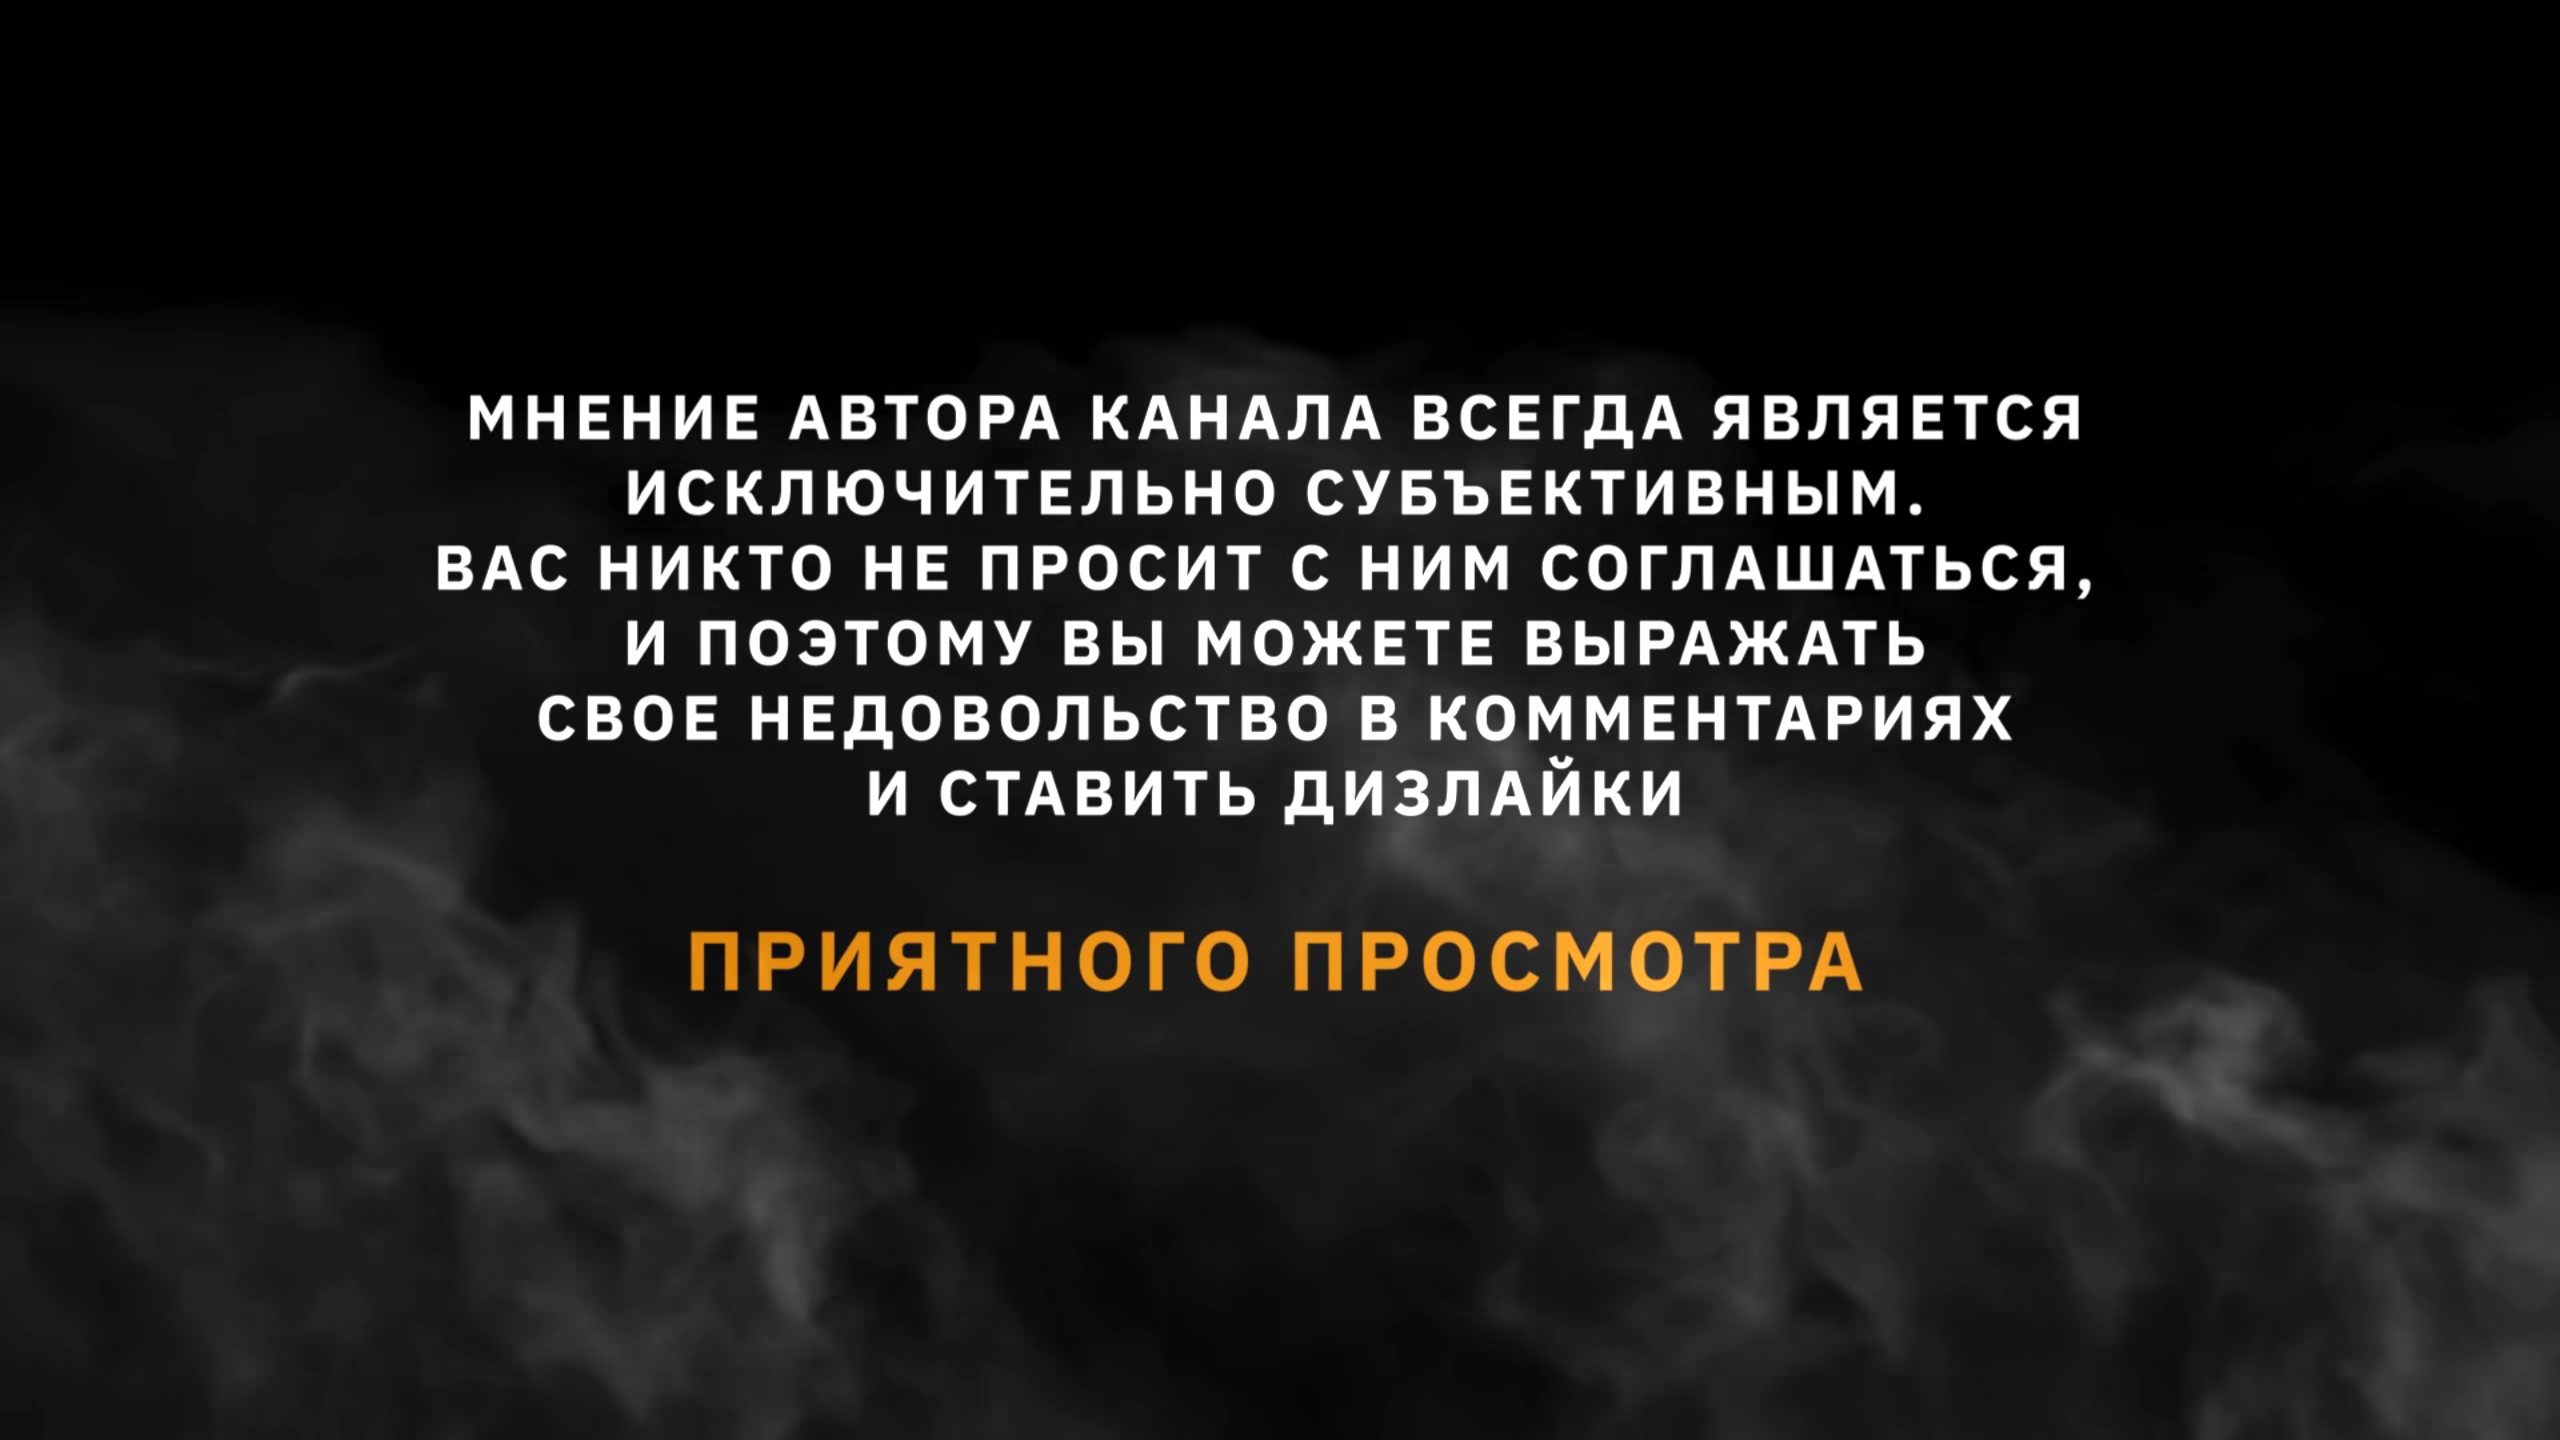 МНЕНИЕ АВТОРА КАНАЛА ВСЕГДА ЯВЛЯЕТСЯ
ИСКЛЮЧИТЕЛЬНО СУБЪЕКТИВНЫМ.
ВАС НИКТО НЕ ПРОСИТ С НИМ СОГЛАШАТЬСЯ,
И ПОЭТОМУ ВЫ МОЖЕТЕ ВЫРАЖАТЬ
СВОЕ НЕДОВОЛЬСТВО В КОММЕНТАРИЯХ
И СТАВИТЬ ДИЗЛАЙКИ
ПРИЯТНОГО ПРОСМОТРА